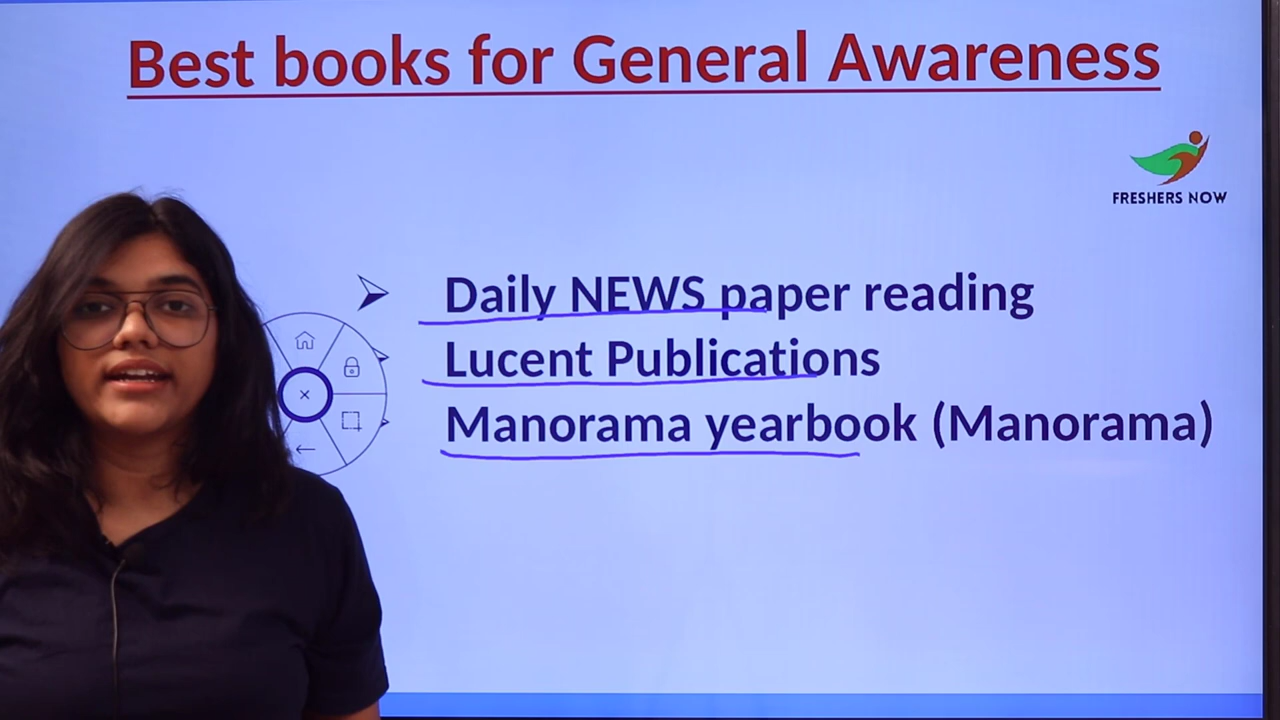 Best books for General Awareness
FRESHERS NOW
Daily NEWS paper reading
Lucent Publications
Manorama yearbook (Manorama)